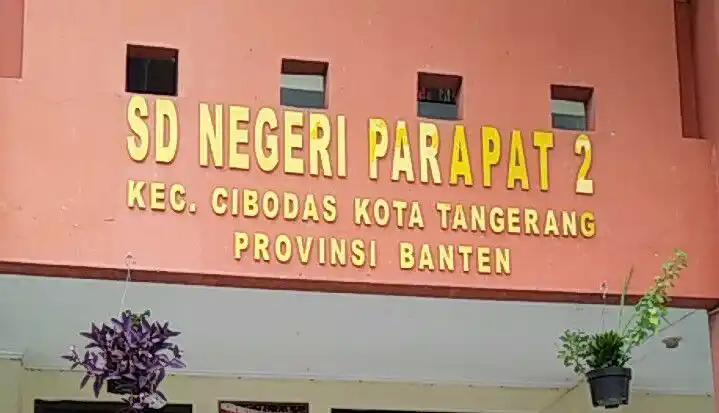 SD NEGERI PARAPAT 2
KEC. CIBODAS KOTA TANGERANG
PROVINSI BANTEN